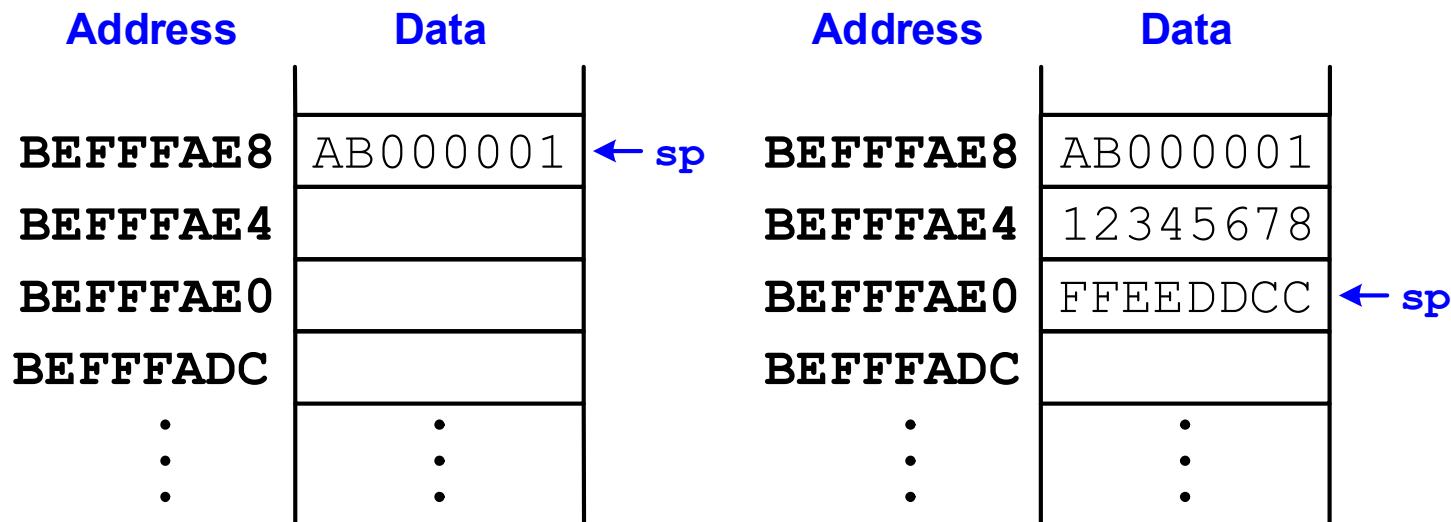 Address Data Address Data
BEFFFAE8 AB000001 sp BEFFFAE8 AB000001
BEFFFAE4 BEFFFAE4 12345678
BEFFFAE0 BEFFFAE0 FFEEDDCC sp
BEFFFADC BEFFFADC